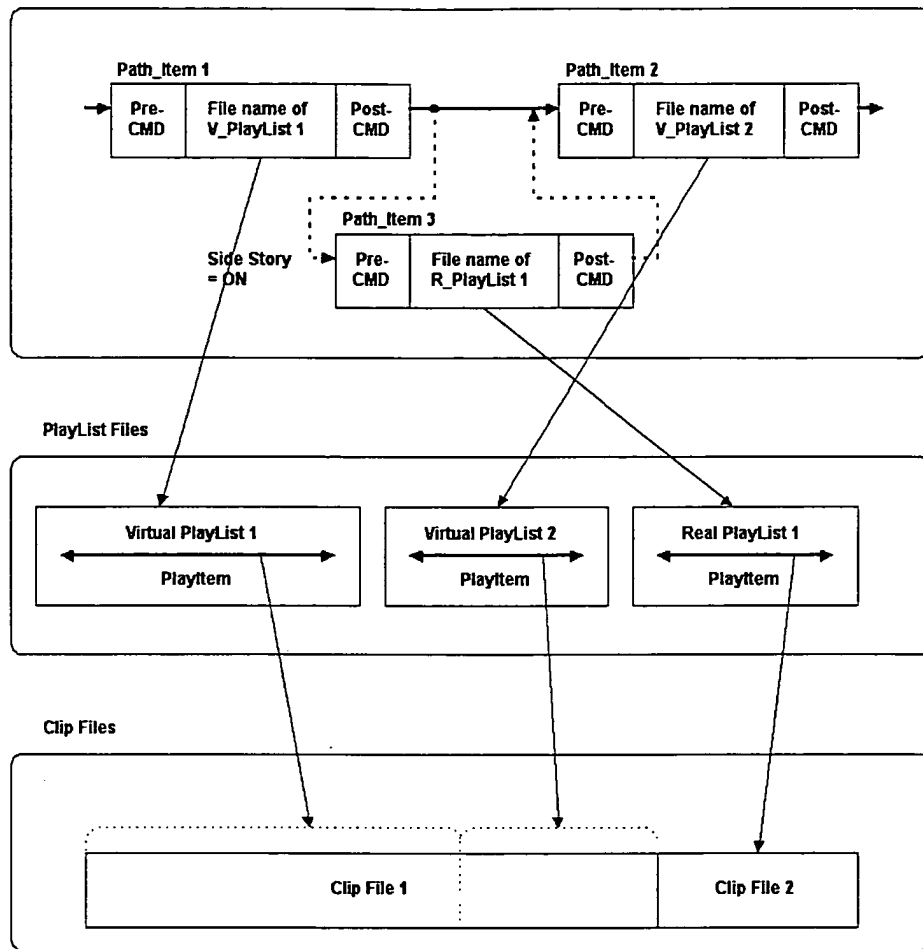 Path_Item 1
Path_Item 2
Pre-
CMD
File name of
V_PlayList 1
Post-
CMD
Pre-
CMD
File name of
V_PlayList 2
Post-
CMD
Path_Item 3
Side Story
= ON
Pre-
CMD
File name of
R_PlayList 1
Post-
CMD
PlayList Files
Virtual PlayList 1
PlayItem
Virtual PlayList 2
PlayItem
Real PlayList 1
PlayItem
Clip Files
Clip File 1
Clip File 2